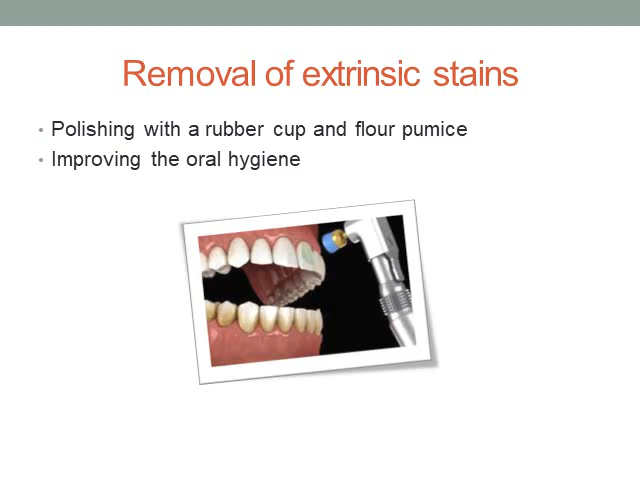 Removal of extrinsic stains
• Polishing with a rubber cup and flour pumice
• Improving the oral hygiene